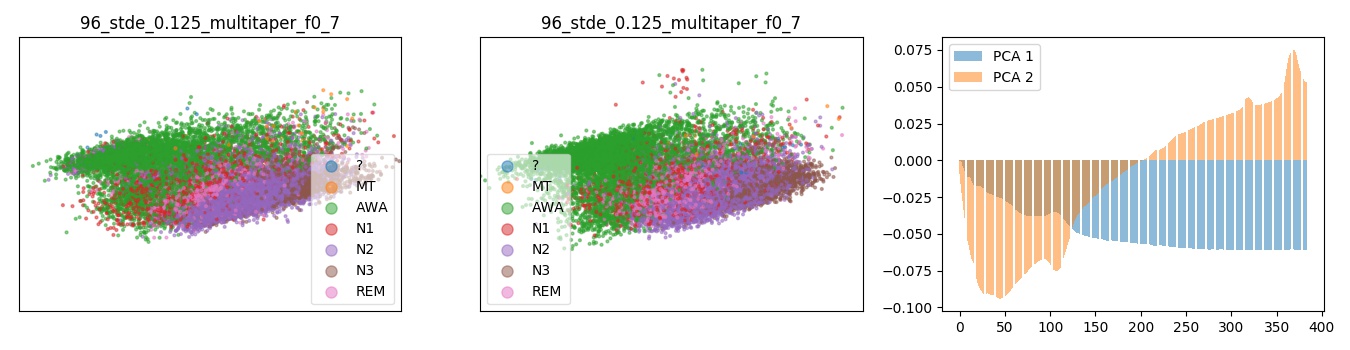 96_stde_0.125_multitaper_f0_7
?
MT
AWA
N1
N2
N3
REM
96_stde_0.125_multitaper_f0_7
?
MT
AWA
N1
N2
N3
REM
PCA 1
PCA 2
0.075
0.050
0.025
0.000
−0.025
−0.050
−0.075
−0.100
0 50 100 150 200 250 300 350 400